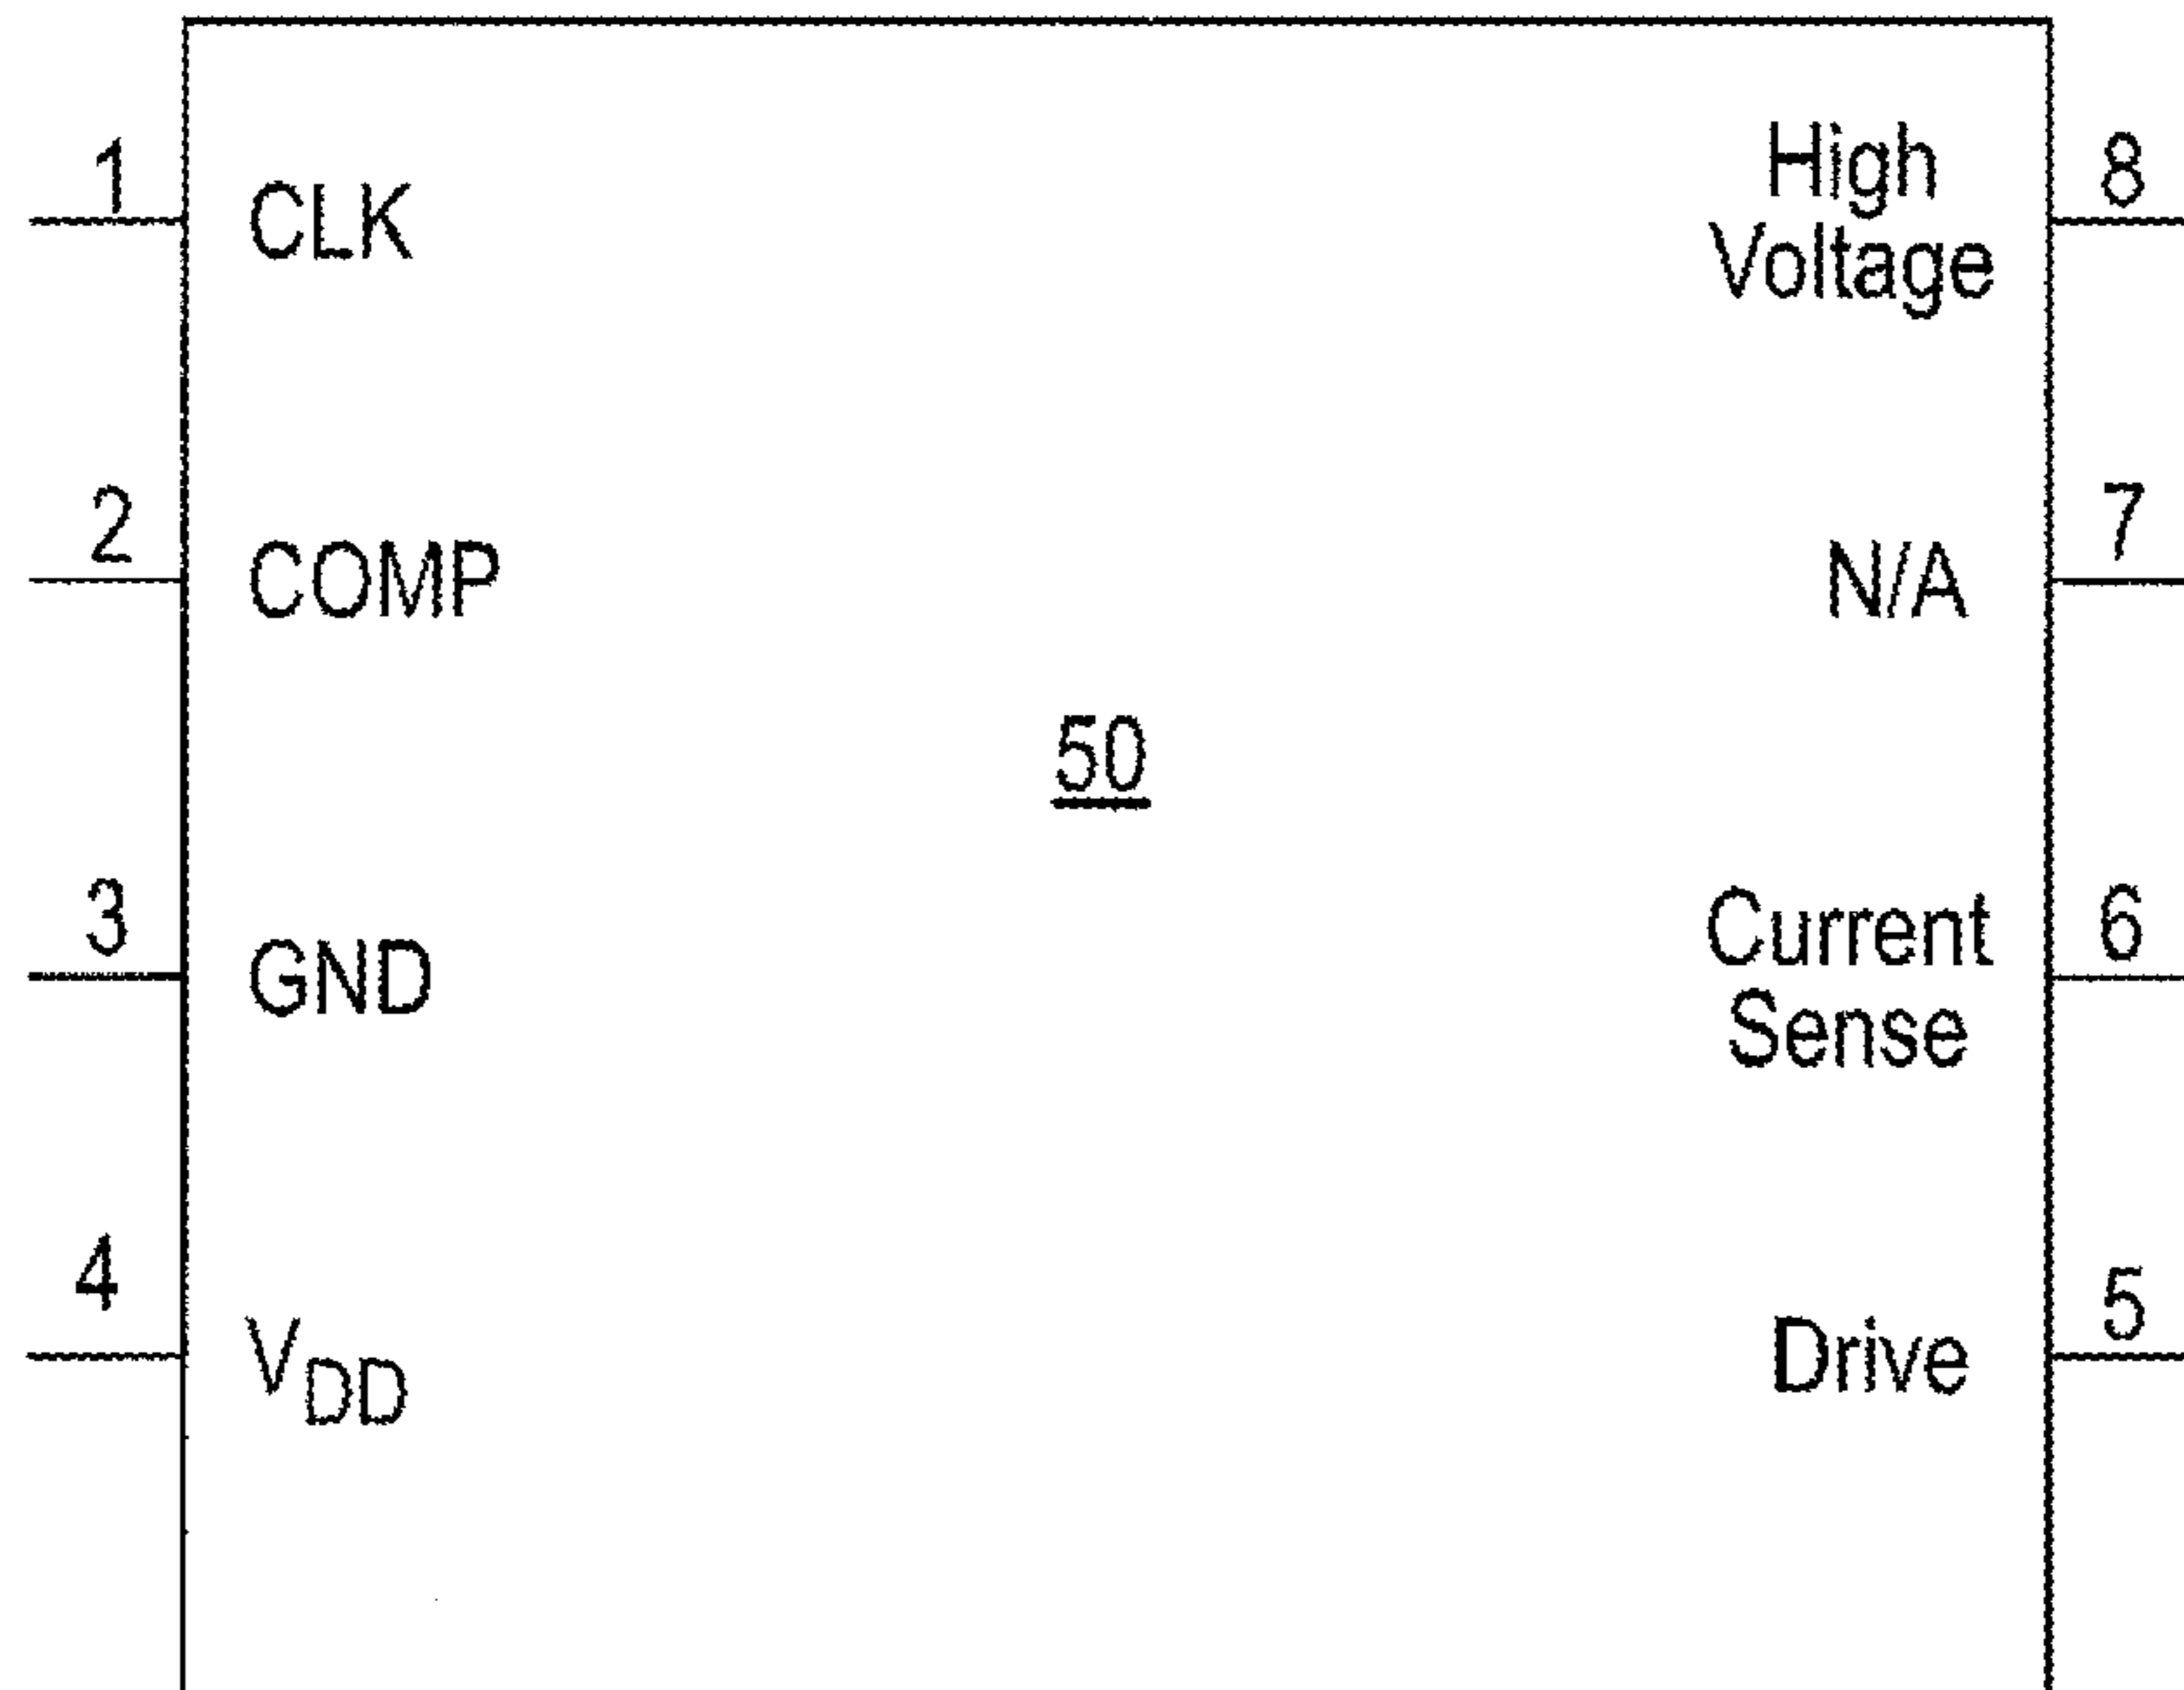 1
CLK
High
Voltage
8
2
COMP
N/A
7
50
3
GND
Current
Sense
6
4
VDD
Drive
5